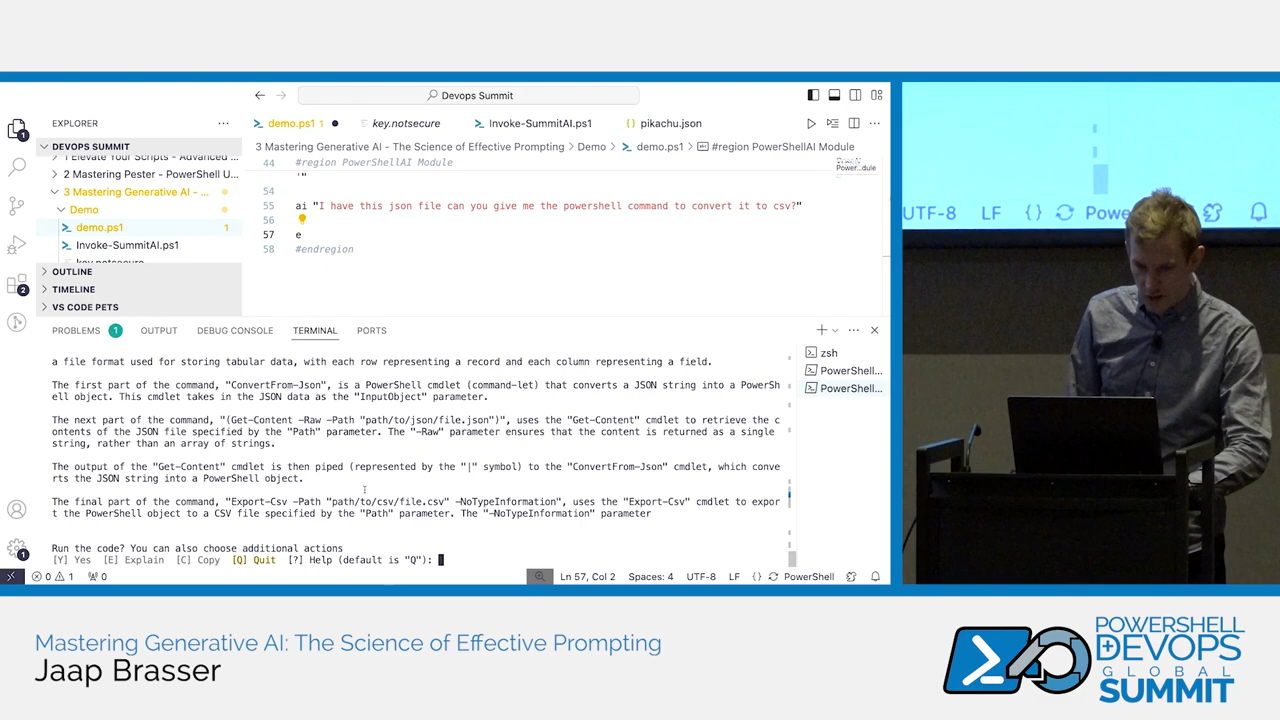 Devops Summit
EXPLORER
demo.ps1 1
key.notsecure
Invoke-SummitAI.ps1
pikachu.json
DEVOPS SUMMIT
3 Mastering Generative AI - The Science of Effective Prompting > Demo > demo.ps1 > #region PowerShellAI Module
1 Elevate Your Scripts - Advanced ...
2 Mastering Pester - PowerShell U...
3 Mastering Generative AI - ...
Demo
demo.ps1 1
Invoke-SummitAI.ps1
key.notsecure
OUTLINE
TIMELINE
VS CODE PETS
44 #region PowerShellAI Module
'"
54
55 ai "I have this json file can you give me the powershell command to convert it to csv?"
56
57 e
58 #endregion
PROBLEMS 1 OUTPUT DEBUG CONSOLE TERMINAL PORTS
zsh
PowerShell...
PowerShell...
a file format used for storing tabular data, with each row representing a record and each column representing a field.
The first part of the command, "ConvertFrom-Json", is a PowerShell cmdlet (command-let) that converts a JSON string into a PowerSh
ell object. This cmdlet takes in the JSON data as the "InputObject" parameter.
The next part of the command, "(Get-Content -Raw -Path "path/to/json/file.json")", uses the "Get-Content" cmdlet to retrieve the c
ontents of the JSON file specified by the "Path" parameter. The "-Raw" parameter ensures that the content is returned as a single
string, rather than an array of strings.
The output of the "Get-Content" cmdlet is then piped (represented by the "|" symbol) to the "ConvertFrom-Json" cmdlet, which conve
rts the JSON string into a PowerShell object.
The final part of the command, "Export-Csv -Path "path/to/csv/file.csv" -NoTypeInformation", uses the "Export-Csv" cmdlet to expor
t the PowerShell object to a CSV file specified by the "Path" parameter. The "-NoTypeInformation" parameter
Run the code? You can also choose additional actions
[Y] Yes [E] Explain [C] Copy [Q] Quit [?] Help (default is "Q"):
0 1 0 Ln 57, Col 2 Spaces: 4 UTF-8 LF {} PowerShell
UTF-8 LF {}
Mastering Generative AI: The Science of Effective Prompting
Jaap Brasser
POWERSHELL
DEVOPS
GLOBAL
SUMMIT